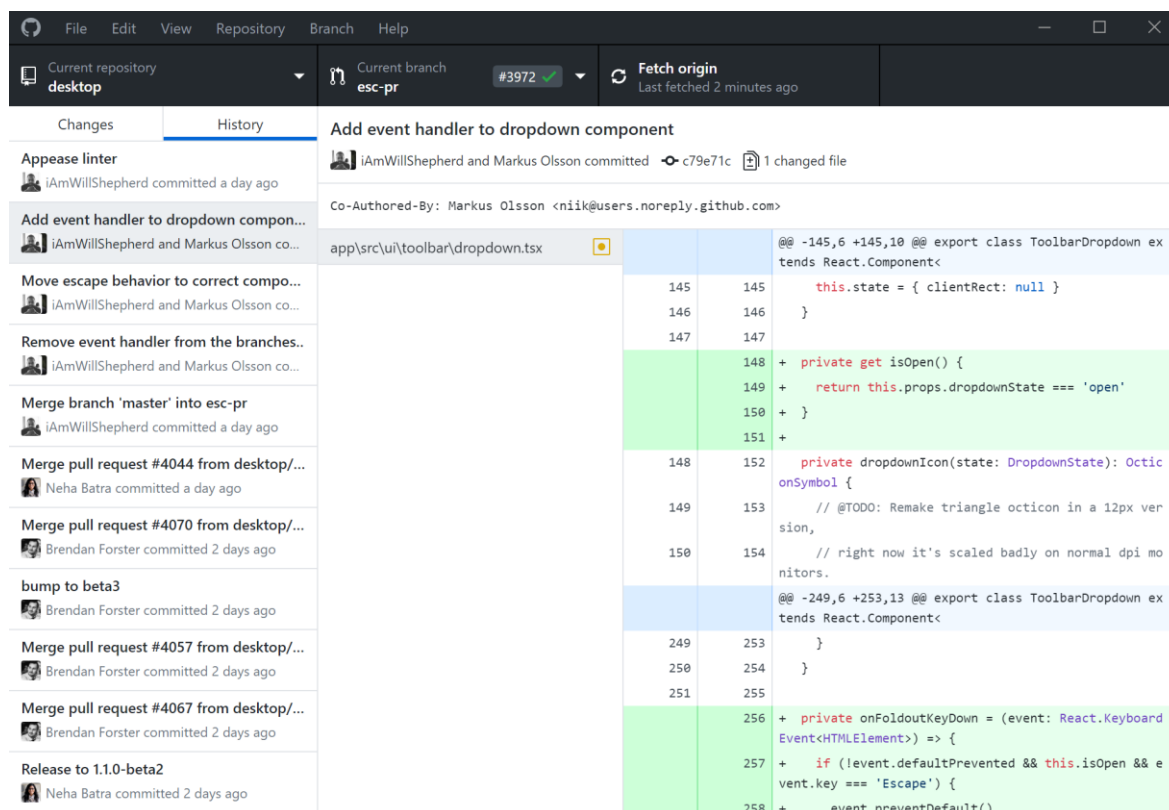 File Edit View Repository Branch Help
Current repository
desktop
Current branch
esc-pr
#3972
Fetch origin
Last fetched 2 minutes ago
Changes History
Appease linter
iAmWillShepherd committed a day ago
Add event handler to dropdown compon...
iAmWillShepherd and Markus Olsson co...
Move escape behavior to correct compo...
iAmWillShepherd and Markus Olsson co...
Remove event handler from the branches..
iAmWillShepherd and Markus Olsson co...
Merge branch 'master' into esc-pr
iAmWillShepherd committed a day ago
Merge pull request #4044 from desktop/...
Neha Batra committed a day ago
Merge pull request #4070 from desktop/...
Brendan Forster committed 2 days ago
bump to beta3
Brendan Forster committed 2 days ago
Merge pull request #4057 from desktop/...
Brendan Forster committed 2 days ago
Merge pull request #4067 from desktop/...
Brendan Forster committed 2 days ago
Release to 1.1.0-beta2
Neha Batra committed 2 days ago
Add event handler to dropdown component
iAmWillShepherd and Markus Olsson committed c79e71c 1 changed file
Co-Authored-By: Markus Olsson <niik@users.noreply.github.com>
app\src\ui\toolbar\dropdown.tsx
@@ -145,6 +145,10 @@ export class ToolbarDropdown ex
tends React.Component<
145 145 this.state = { clientRect: null }
146 146 }
147 147
148 + private get isOpen() {
149 + return this.props.dropdownState === 'open'
150 + }
151 +
148 152 private dropdownIcon(state: DropdownState): Octic
onSymbol {
149 153 // @TODO: Remake triangle octicon in a 12px ver
sion,
150 154 // right now it's scaled badly on normal dpi mo
nitors.
@@ -249,6 +253,13 @@ export class ToolbarDropdown ex
tends React.Component<
249 253 }
250 254 }
251 255
256 + private onFoldoutKeyDown = (event: React.Keyboard
Event<HTMLElement>) => {
257 + if (!event.defaultPrevented && this.isOpen && e
vent.key === 'Escape') {
258 + event.preventDefault()